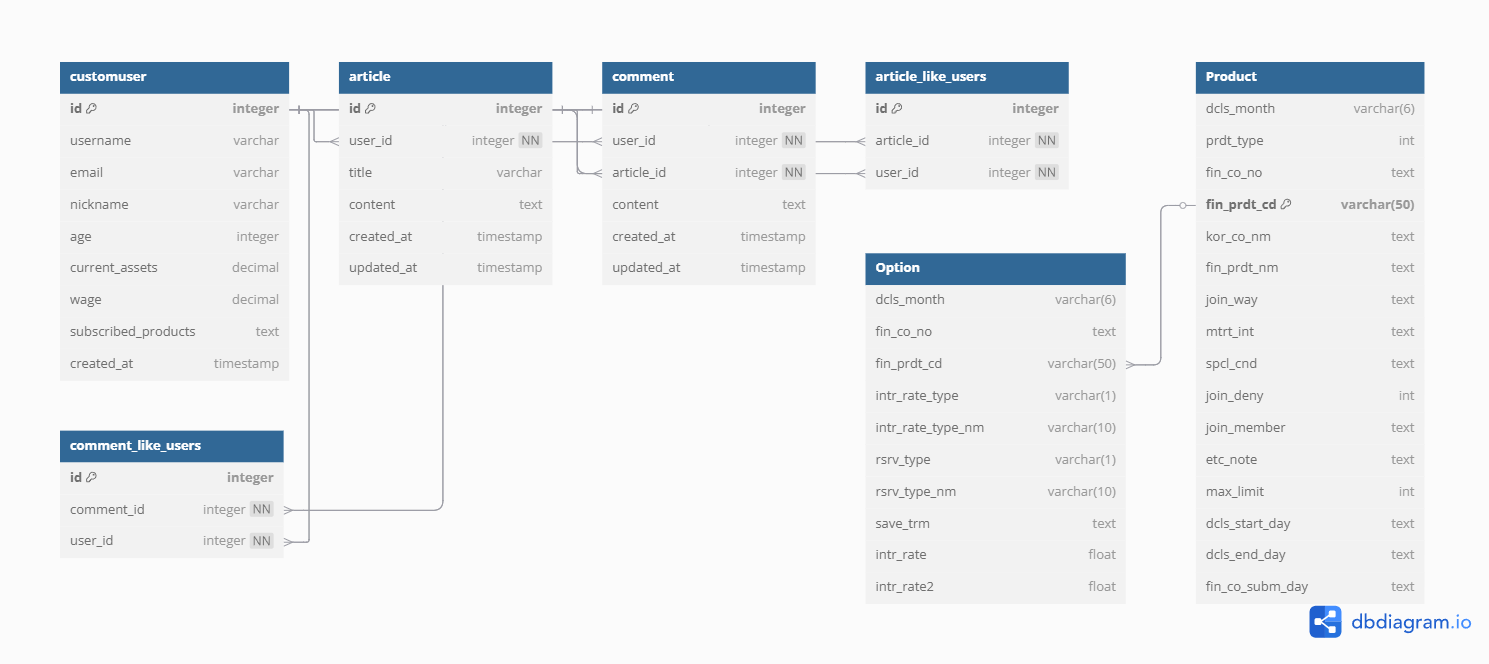 customuser
id integer
username varchar
email varchar
nickname varchar
age integer
current_assets decimal
wage decimal
subscribed_products text
created_at timestamp
article
id integer
user_id integer NN
title varchar
content text
created_at timestamp
updated_at timestamp
comment
id integer
user_id integer NN
article_id integer NN
content text
created_at timestamp
updated_at timestamp
article_like_users
id integer
article_id integer NN
user_id integer NN
Product
dcls_month varchar(6)
prdt_type int
fin_co_no text
fin_prdt_cd varchar(50)
kor_co_nm text
fin_prdt_nm text
join_way text
mtrt_int text
spcl_cnd text
join_deny int
join_member text
etc_note text
max_limit int
dcls_start_day text
dcls_end_day text
fin_co_subm_day text
Option
dcls_month varchar(6)
fin_co_no text
fin_prdt_cd varchar(50)
intr_rate_type varchar(1)
intr_rate_type_nm varchar(10)
rsrv_type varchar(1)
rsrv_type_nm varchar(10)
save_trm text
intr_rate float
intr_rate2 float
comment_like_users
id integer
comment_id integer NN
user_id integer NN
dbdiagram.io